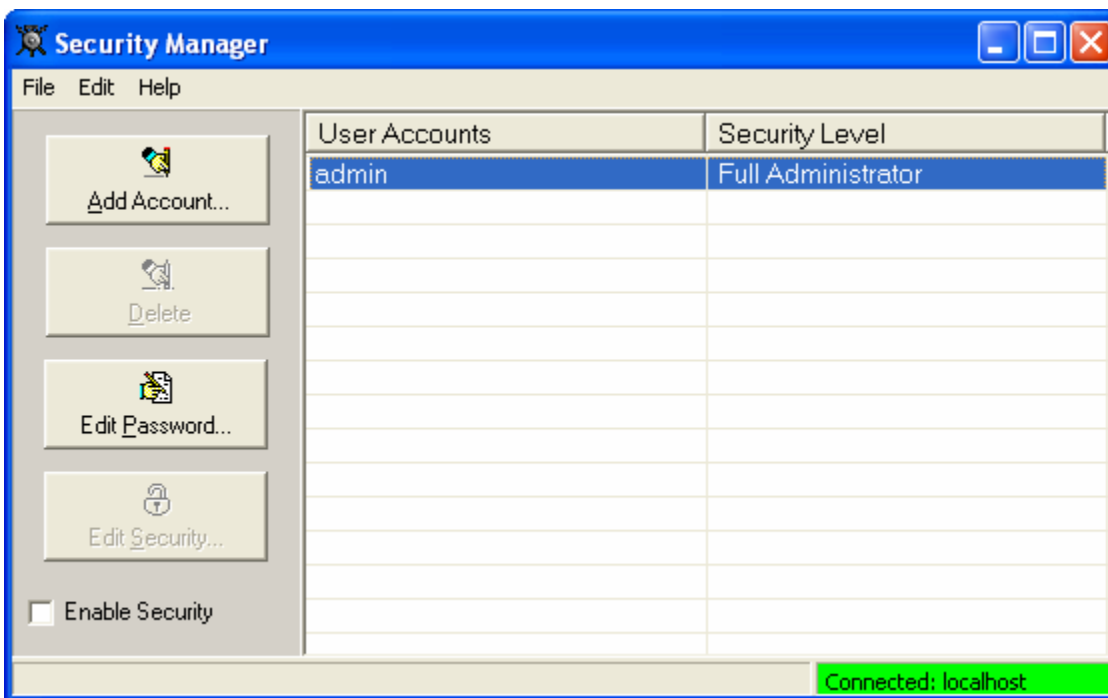 Security Manager
File Edit Help
User Accounts Security Level
admin Full Administrator
Add Account...
Delete
Edit Password...
Edit Security...
Enable Security
Connected: localhost